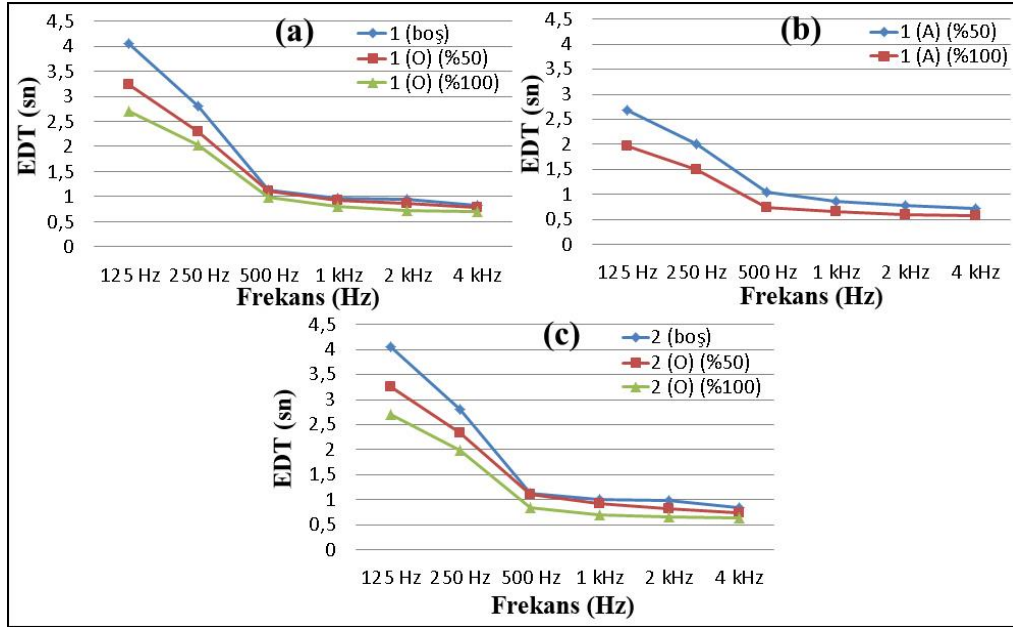 (a)
1 (boş)
1 (O) (%50
1 (O) (%100)
EDT (sn)
4,5
4
3,5
3
2,5
2
1,5
1
0,5
0
125 Hz 250 Hz 500 Hz 1 kHz 2 kHz 4 kHz
Frekans (Hz)
(b)
1 (A) (%50)
1 (A) (%100)
EDT (sn)
4,5
4
3,5
3
2,5
2
1,5
1
0,5
0
125 Hz 250 Hz 500 Hz 1 kHz 2 kHz 4 kHz
Frekans (Hz)
(c)
2 (boş)
2 (O) (%50)
2 (O) (%100)
EDT (sn)
4,5
4
3,5
3
2,5
2
1,5
1
0,5
0
125 Hz 250 Hz 500 Hz 1 kHz 2 kHz 4 kHz
Frekans (Hz)